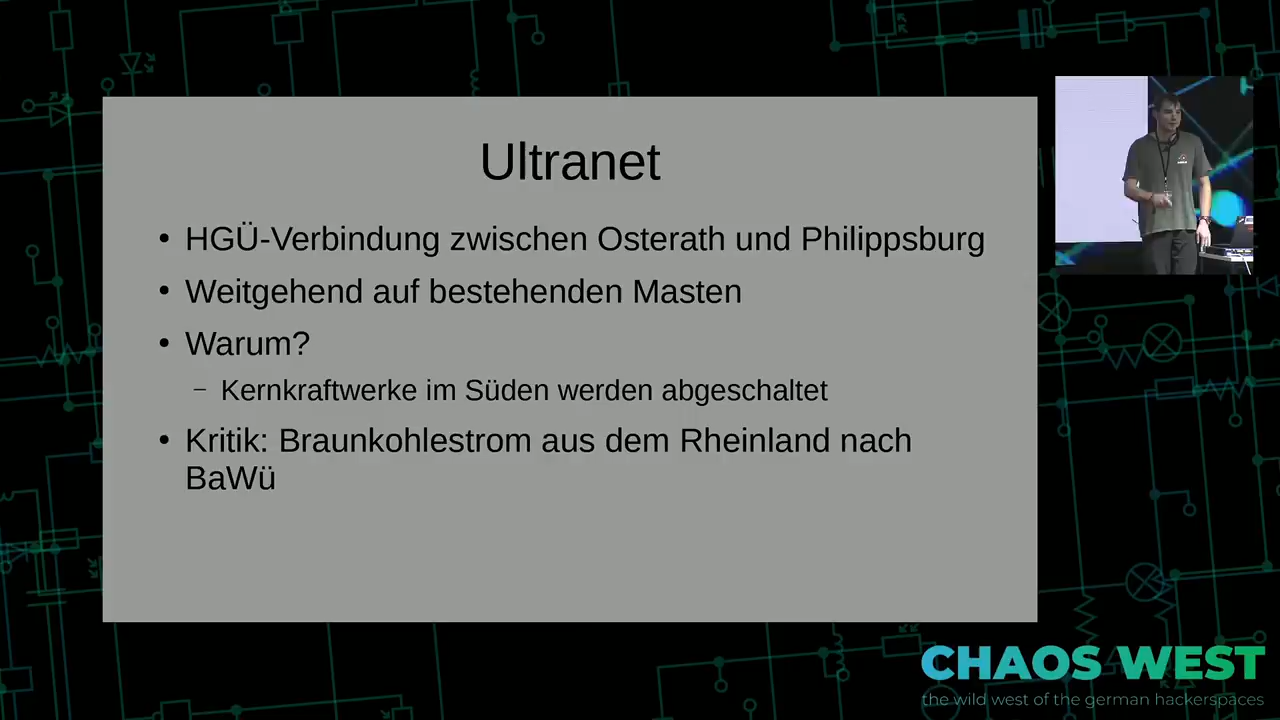 Ultranet
• HGÜ-Verbindung zwischen Osterath und Philippsburg
• Weitgehend auf bestehenden Masten
• Warum?
– Kernkraftwerke im Süden werden abgeschaltet
• Kritik: Braunkohlestrom aus dem Rheinland nach
BaWü
CHAOS WEST
the wild west of the german hackerspaces